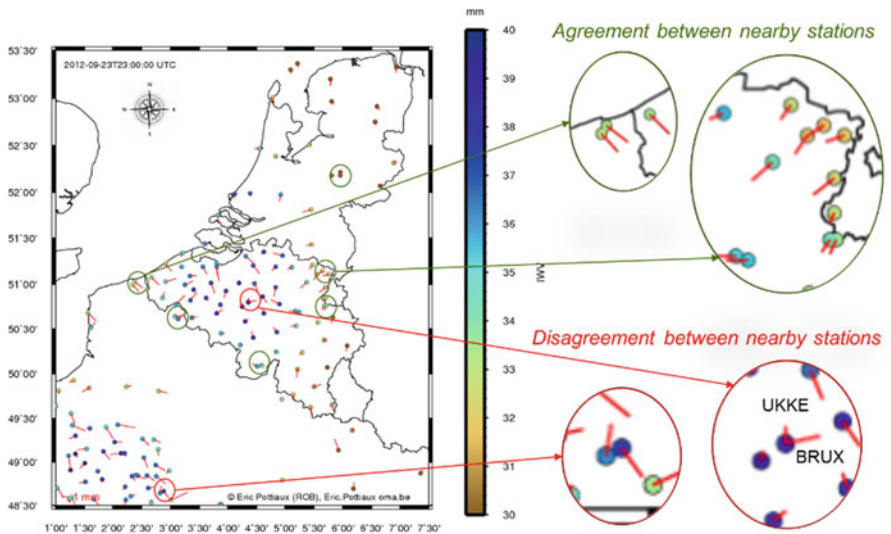 mm
Agreement between nearby stations
2012-09-23T23:00:00 UTC
N
W
E
S
53˚30'
53˚00'
52˚30'
52˚00'
51˚30'
51˚00'
50˚30'
50˚00'
49˚30'
49˚00'
48˚30'
40
39
38
37
36
35
34
33
32
31
30
IWV
Disagreement between nearby stations
UKKE
BRUX
1 mm
© Eric Pottiaux (ROB), Eric.Pottiaux oma.be
1˚00' 1˚30' 2˚00' 2˚30' 3˚00' 3˚30' 4˚00' 4˚30' 5˚00' 5˚30' 6˚00' 6˚30' 7˚00' 7˚30'